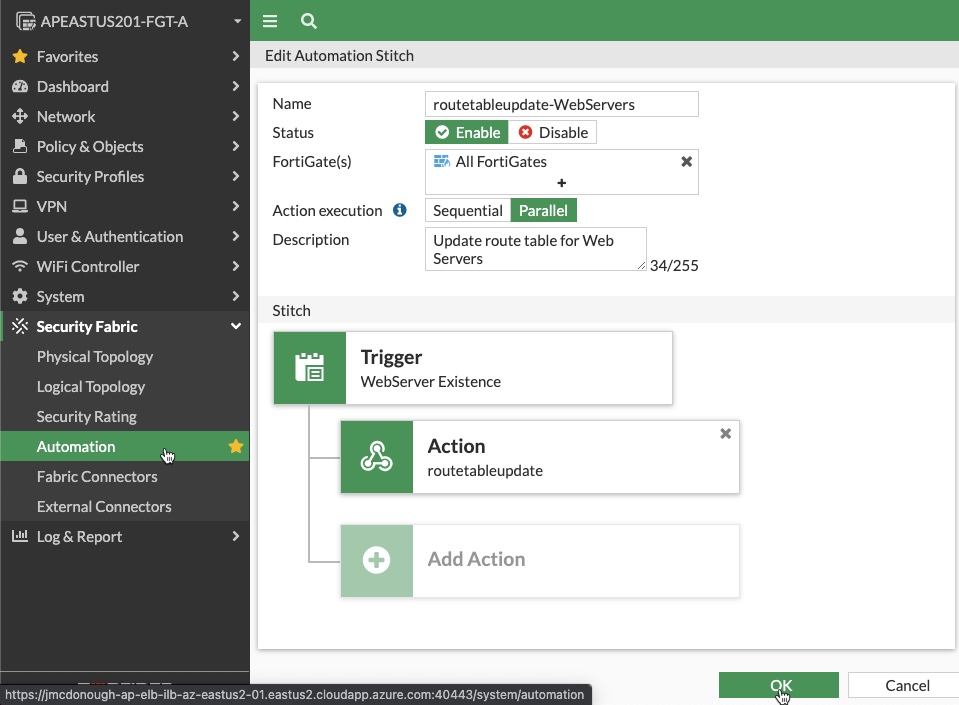 APEASTUS201-FGT-A
Favorites
Dashboard
Network
Policy & Objects
Security Profiles
VPN
User & Authentication
WiFi Controller
System
Security Fabric
Physical Topology
Logical Topology
Security Rating
Automation
Fabric Connectors
External Connectors
Log & Report
Edit Automation Stitch
Name routetableupdate-WebServers
Status Enable Disable
FortiGate(s) All FortiGates
+
Action execution Sequential Parallel
Description Update route table for Web
Servers
34/255
Stitch
Trigger
WebServer Existence
Action
routetableupdate
Add Action
https://jmcdonough-ap-elb-ilb-az-eastus2-01.eastus2.cloudapp.azure.com:40443/system/automation
OK Cancel